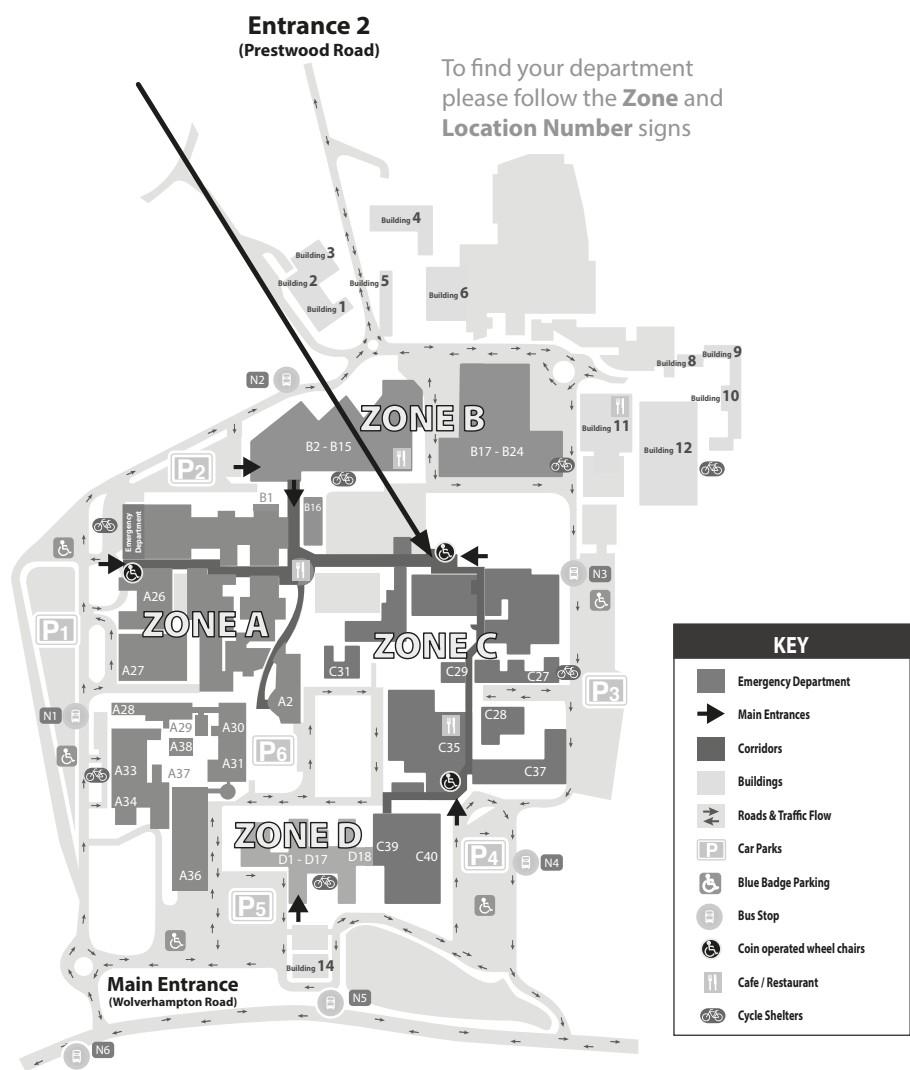 Entrance 2
(Prestwood Road)
To find your department
please follow the Zone and
Location Number signs
Building 4
Building 3
Building 2
Building 5
Building 1
Building 6
Building 8
Building 9
Building 10
Building 11
Building 12
N2
ZONE B
B2 - B15
B17 - B24
P2
B1
B16
Emergency
Department
N3
A26
ZONE A
ZONE C
P1
A27
C31
C29
C27
P3
A2
N1
A28
A29
A30
C28
A38
P6
C35
A33
A37
A31
C37
A34
ZONE D
C39
D1 - D17
D18
C40
P4
N4
A36
P5
Building 14
Main Entrance
(Wolverhampton Road)
N5
N6
KEY
Emergency Department
Main Entrances
Corridors
Buildings
Roads & Traffic Flow
P
Car Parks
Blue Badge Parking
Bus Stop
Coin operated wheel chairs
Cafe / Restaurant
Cycle Shelters